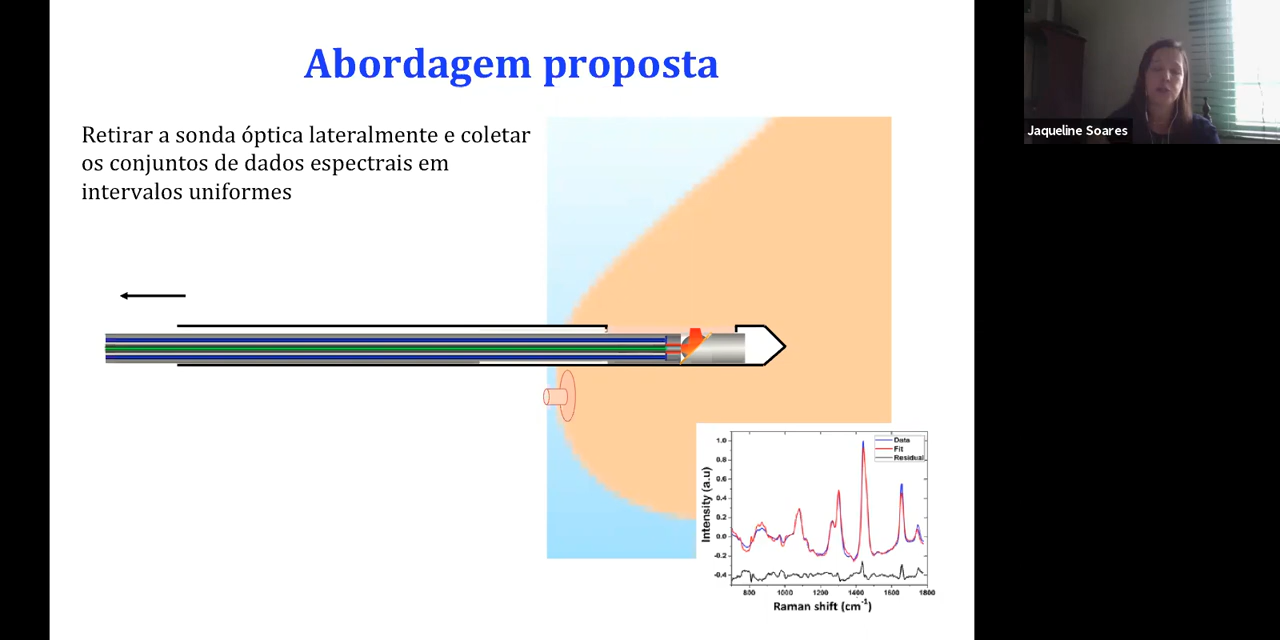 Abordagem proposta
Retirar a sonda óptica lateralmente e coletar
os conjuntos de dados espectrais em
intervalos uniformes
Jaqueline Soares
Data
Fit
Residual
1.0
0.8
0.6
0.4
0.2
0.0
-0.2
-0.4
Intensity (a.u)
800 1000 1200 1400 1600 1800
Raman shift (cm⁻¹)